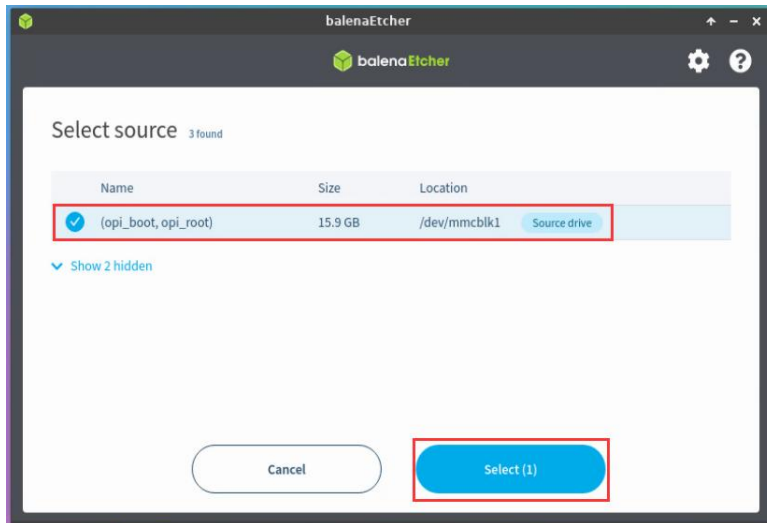 balenaEtcher
balenaEtcher
Select source 3 found
Name Size Location
(opi_boot, opi_root) 15.9 GB /dev/mmcblk1 Source drive
Show 2 hidden
Cancel Select (1)